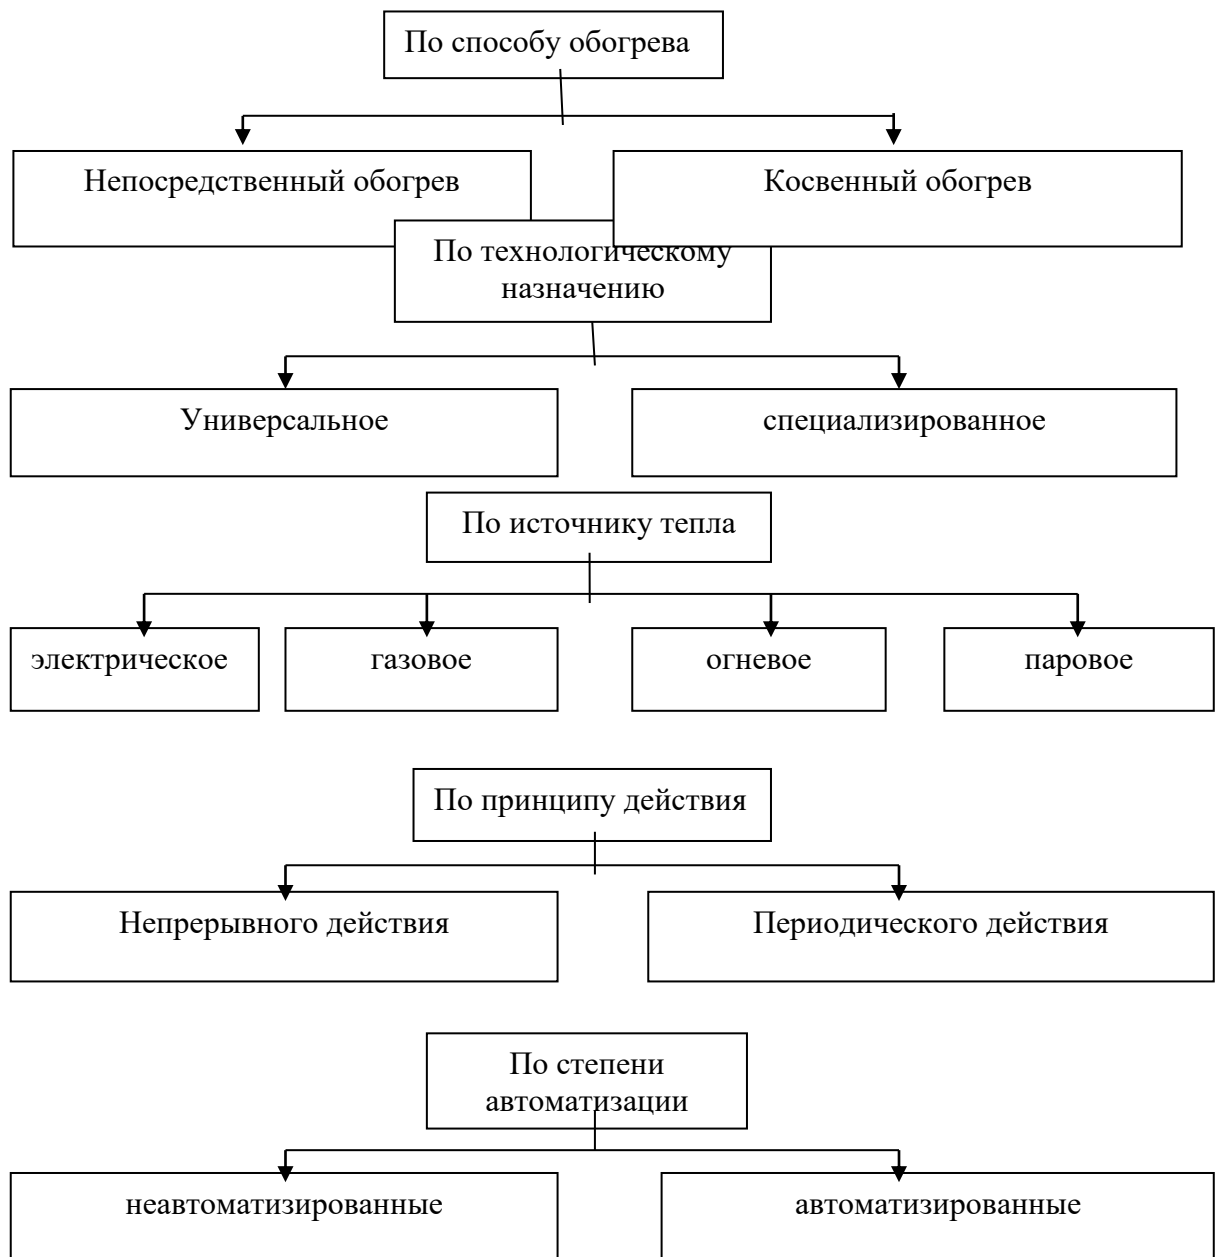 По способу обогрева
Непосредственный обогрев
Косвенный обогрев
По технологическому
назначению
Универсальное
специализированное
По источнику тепла
электрическое
газовое
огневое
паровое
По принципу действия
Непрерывного действия
Периодического действия
По степени
автоматизации
неавтоматизированные
автоматизированные